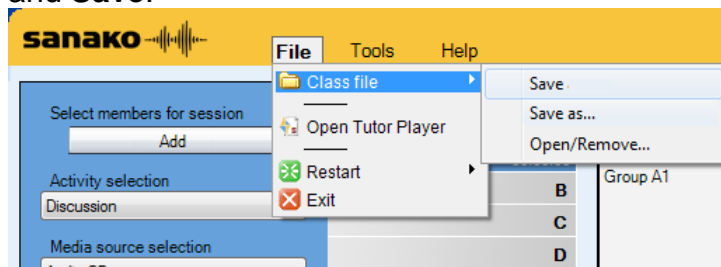 and Save.
sanako
File Tools Help
Class file
Save
Select members for session
Save as...
Add
Open Tutor Player
Open/Remove...
Restart
Activity selection
Group A1
B
Exit
Discussion
C
Media source selection
D